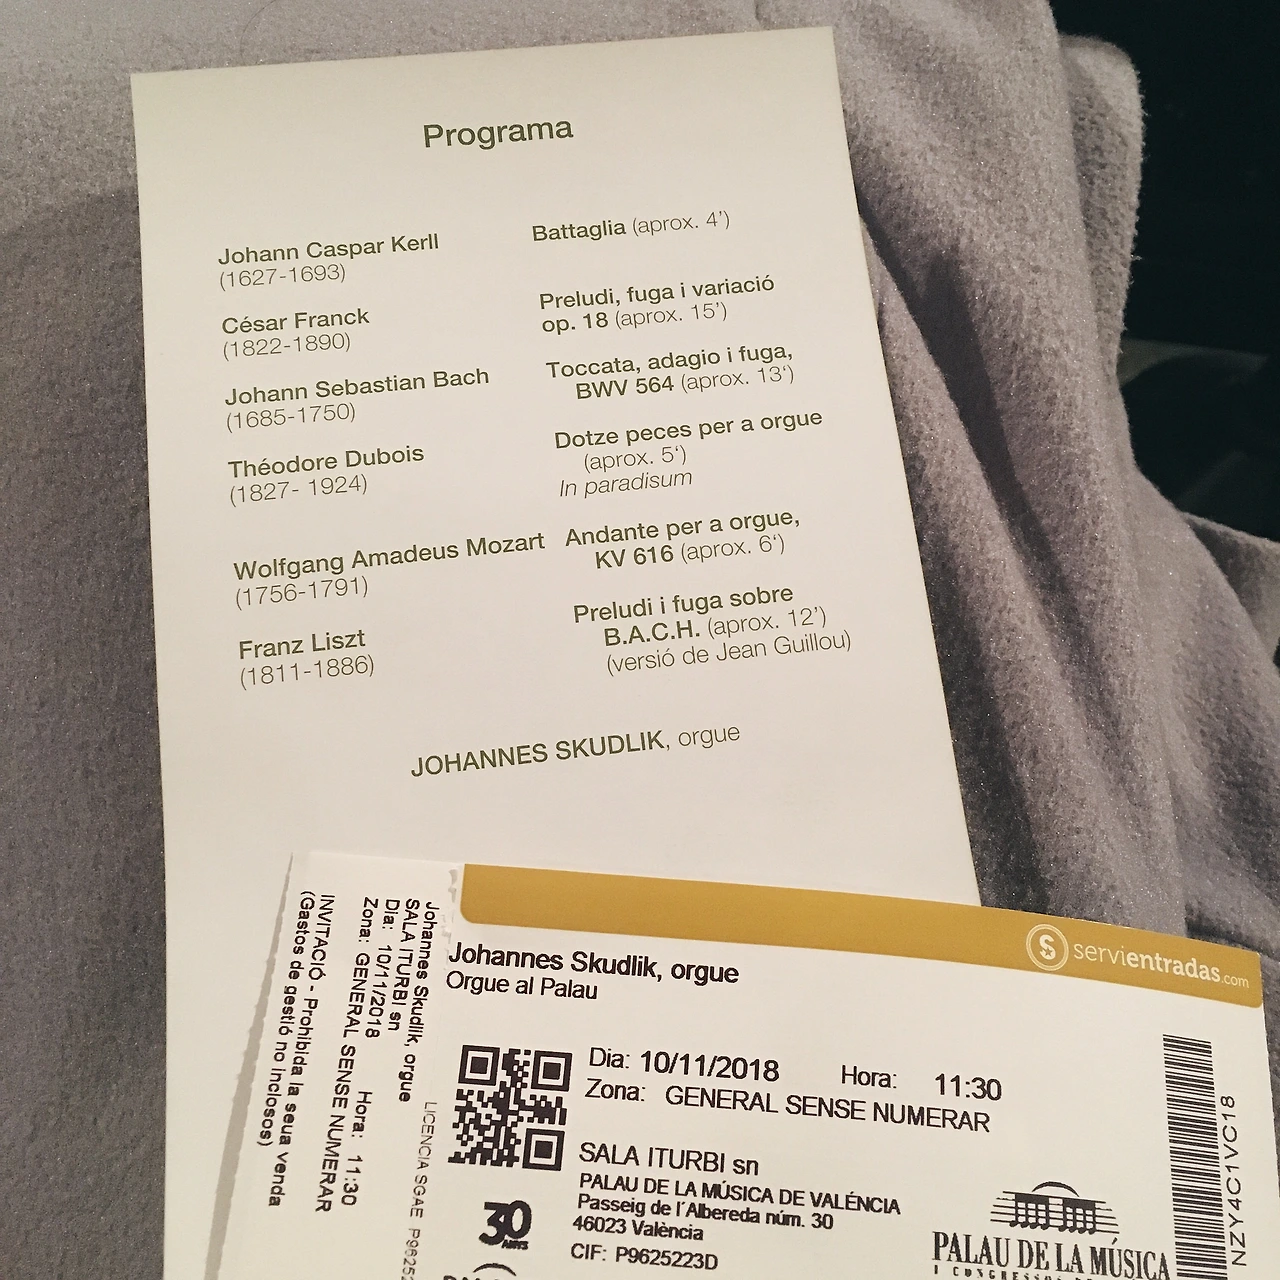 Programa
Johann Caspar Kerll
(1627-1693)
Battaglia (aprox. 4')
César Franck
(1822-1890)
Preludi, fuga i variació
op. 18 (aprox. 15')
Johann Sebastian Bach
(1685-1750)
Toccata, adagio i fuga,
BWV 564 (aprox. 13')
Théodore Dubois
(1827- 1924)
Dotze peces per a orgue
(aprox. 5')
In paradisum
Wolfgang Amadeus Mozart
(1756-1791)
Andante per a orgue,
KV 616 (aprox. 6')
Franz Liszt
(1811-1886)
Preludi i fuga sobre
B.A.C.H. (aprox. 12')
(versió de Jean Guillou)
JOHANNES SKUDLIK, orgue
Johannes Skudlik, orgue
SALA ITURBI sn
Dia: 10/11/2018 Hora: 11:30
Zona: GENERAL SENSE NUMERAR
INVITACIÓ - Prohibida la seua venda
(Gastos de gestió no inclosos)
LICENCIA SGAE P9625
S servientradas.com
Johannes Skudlik, orgue
Orgue al Palau
Dia: 10/11/2018 Hora: 11:30
Zona: GENERAL SENSE NUMERAR
SALA ITURBI sn
PALAU DE LA MÚSICA DE VALÉNCIA
Passeig de l´Albereda núm. 30
46023 València
CIF: P9625223D
30
ANYS
PALAU DE LA MÚSICA
NZY4C1VC18